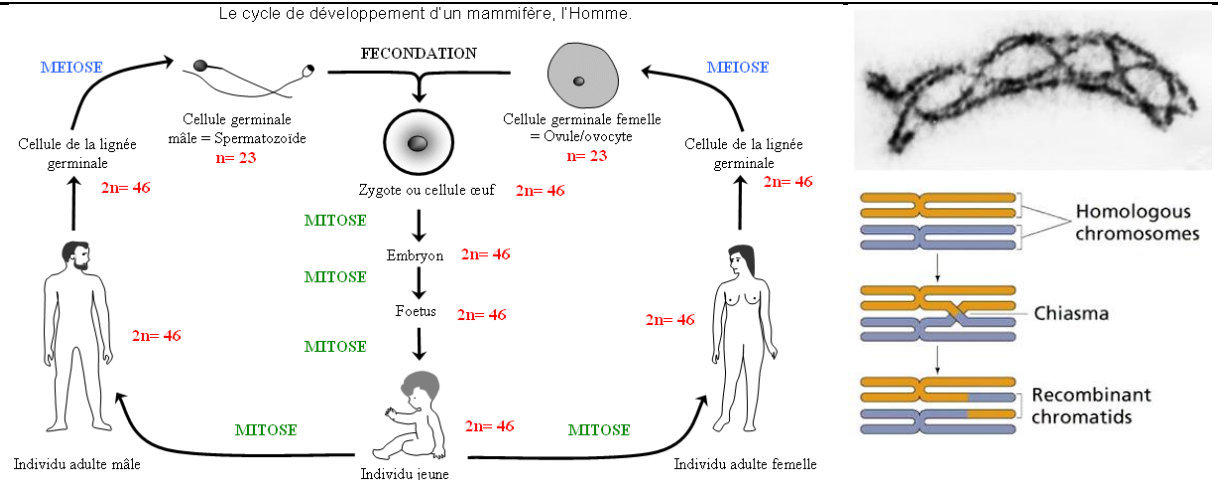 Le cycle de développement d'un mammifère, l'Homme.
MEIOSE
FECONDATION
MEIOSE
Cellule germinale
mâle = Spermatozoïde
n= 23
Cellule germinale femelle
= Ovule/ovocyte
n= 23
Cellule de la lignée
germinale
2n= 46
Cellule de la lignée
germinale
2n= 46
Zygote ou cellule œuf
2n= 46
MITOSE
Embryon
2n= 46
MITOSE
Foetus
2n= 46
MITOSE
2n= 46
2n= 46
2n= 46
MITOSE
MITOSE
Individu adulte mâle
Individu jeune
Individu adulte femelle
Homologous
chromosomes
Chiasma
Recombinant
chromatids